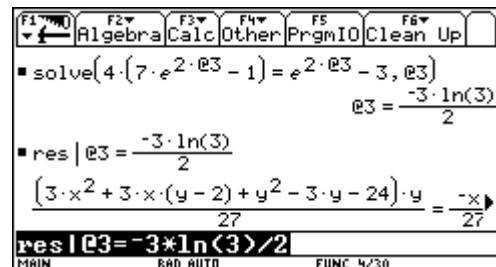 F1 F2 F3 F4 F5 F6
Algebra Calc Other PrgmIO Clean Up
▪ solve(4·(7·e^(2·@3) − 1) = e^(2·@3) − 3, @3)
@3 = (-3·ln(3))/2
▪ res | @3 = (-3·ln(3))/2
((3·x² + 3·x·(y − 2) + y² − 3·y − 24)·y)/27 = (-x)/27 ▶
res|@3=-3*ln(3)/2
MAIN RAD AUTO FUNC 4/30